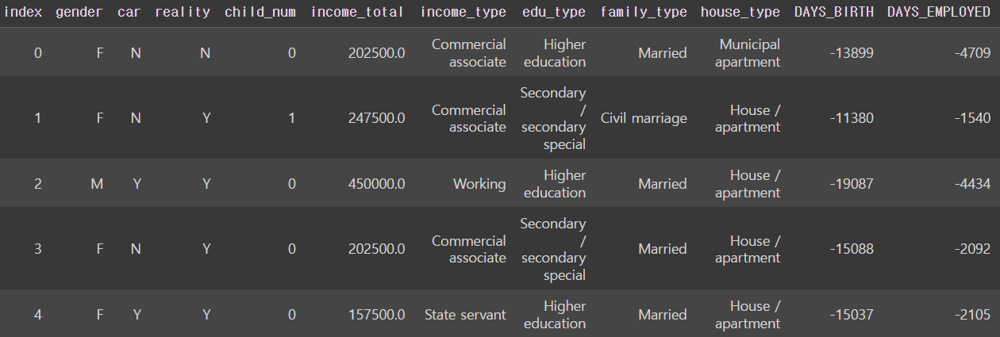 index gender car reality child_num income_total income_type edu_type family_type house_type DAYS_BIRTH DAYS_EMPLOYED
0 F N N 0 202500.0 Commercial associate Higher education Married Municipal apartment -13899 -4709
1 F N Y 1 247500.0 Commercial associate Secondary / secondary special Civil marriage House / apartment -11380 -1540
2 M Y Y 0 450000.0 Working Higher education Married House / apartment -19087 -4434
3 F N Y 0 202500.0 Commercial associate Secondary / secondary special Married House / apartment -15088 -2092
4 F Y Y 0 157500.0 State servant Higher education Married House / apartment -15037 -2105